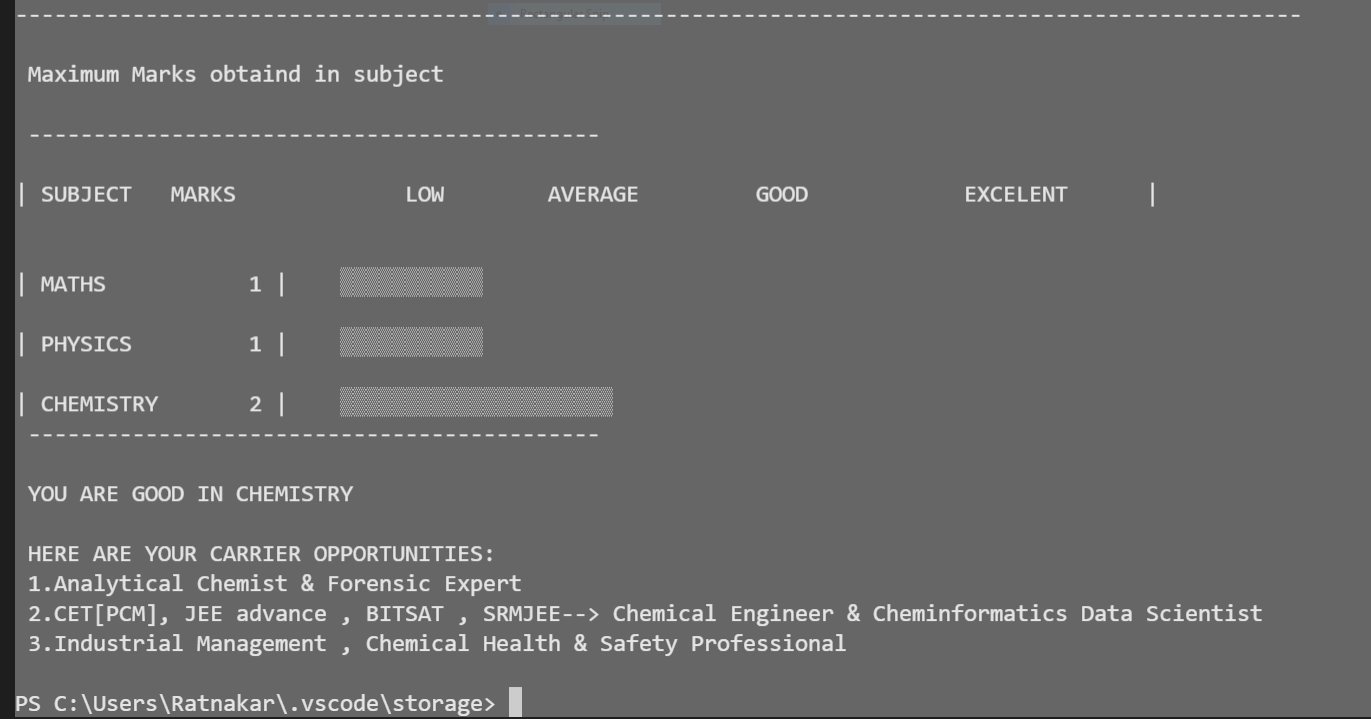 Maximum Marks obtaind in subject
| SUBJECT MARKS LOW AVERAGE GOOD EXCELENT |
| MATHS 1 |
| PHYSICS 1 |
| CHEMISTRY 2 |
YOU ARE GOOD IN CHEMISTRY
HERE ARE YOUR CARRIER OPPORTUNITIES:
1.Analytical Chemist & Forensic Expert
2.CET[PCM], JEE advance , BITSAT , SRMJEE--> Chemical Engineer & Cheminformatics Data Scientist
3.Industrial Management , Chemical Health & Safety Professional
PS C:\Users\Ratnakar\.vscode\storage>